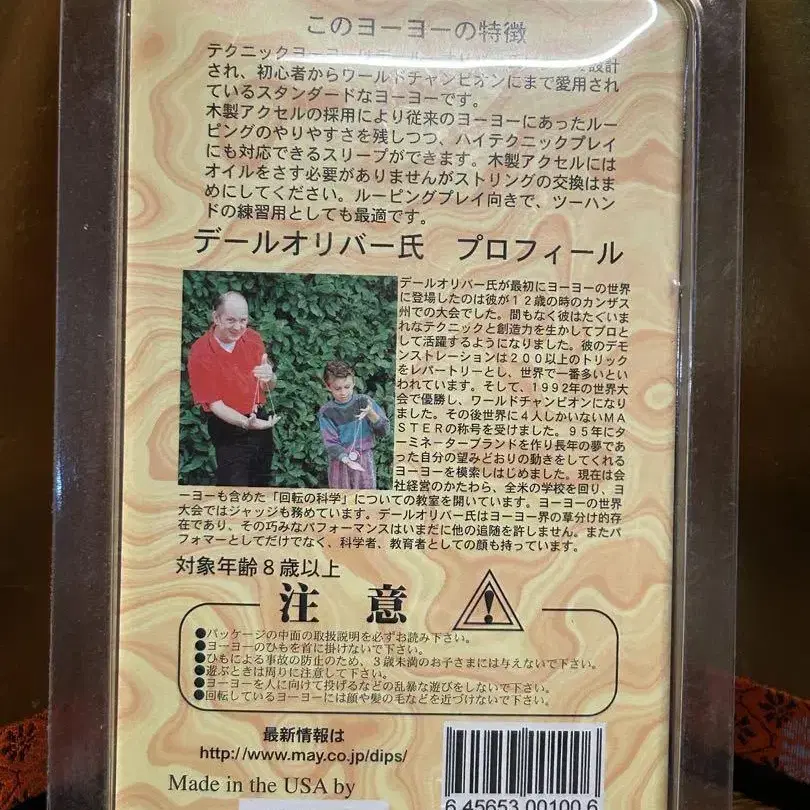 このヨーヨーの特徴
テクニックヨーヨーは
設計
され、初心者からワールドチャンピオンにまで愛用され
ているスタンダードなヨーヨーです。
木製アクセルの採用により従来のヨーヨーにあったルー
ピングのやりやすさを残しつつ、ハイテクニックプレイ
にも対応できるスリープができます。木製アクセルには
オイルをさす必要がありませんがストリングの交換はま
めにしてください。ルーピングプレイ向きで、ツーハン
ドの練習用としても最適です。
デールオリバー氏 プロフィール
デールオリバー氏が最初にヨーヨーの世界
に登場したのは彼が12歳の時のカンザス
州での大会でした。間もなく彼はたぐいま
れなテクニックと創造力を生かしてプロと
して活躍するようになりました。彼のデモ
ンストレーションは200以上のトリック
をレパートリーとし、世界で一番多いとい
われています。そして、1992年の世界大
会で優勝し、ワールドチャンピオンになり
ました。その後世界に4人しかいないMA
STERの称号を受けました。95年にタ
ーミネーターブランドを作り長年の夢であ
った自分の望みどおりの動きをしてくれる
ヨーヨーを模索しはじめました。現在は会
社経営のかたわら、全米の学校を回り、ヨ
ーヨーも含めた「回転の科学」についての教室を開いています。ヨーヨーの世界
大会ではジャッジも務めています。デールオリバー氏はヨーヨー界の草分け的存
在であり、その巧みなパフォーマンスはいまだに他の追随を許しません。またパ
フォマーとしてだけでなく、科学者、教育者としての顔も持っています。
対象年齢8歳以上
注意
●パッケージの中面の取扱説明を必ずお読み下さい。
●ヨーヨーのひもを首に掛けないで下さい。
●ひもによる事故の防止のため、3歳未満のお子さまには与えないで下さい。
●遊ぶときは周りに注意して下さい。
●ヨーヨーを人に向けて投げるなどの乱暴な遊びをしないで下さい。
●回転しているヨーヨーには顔や髪の毛などを近づけないで下さい。
最新情報は
http://www.may.co.jp/dips/
Made in the USA by
6 45653 00100 6